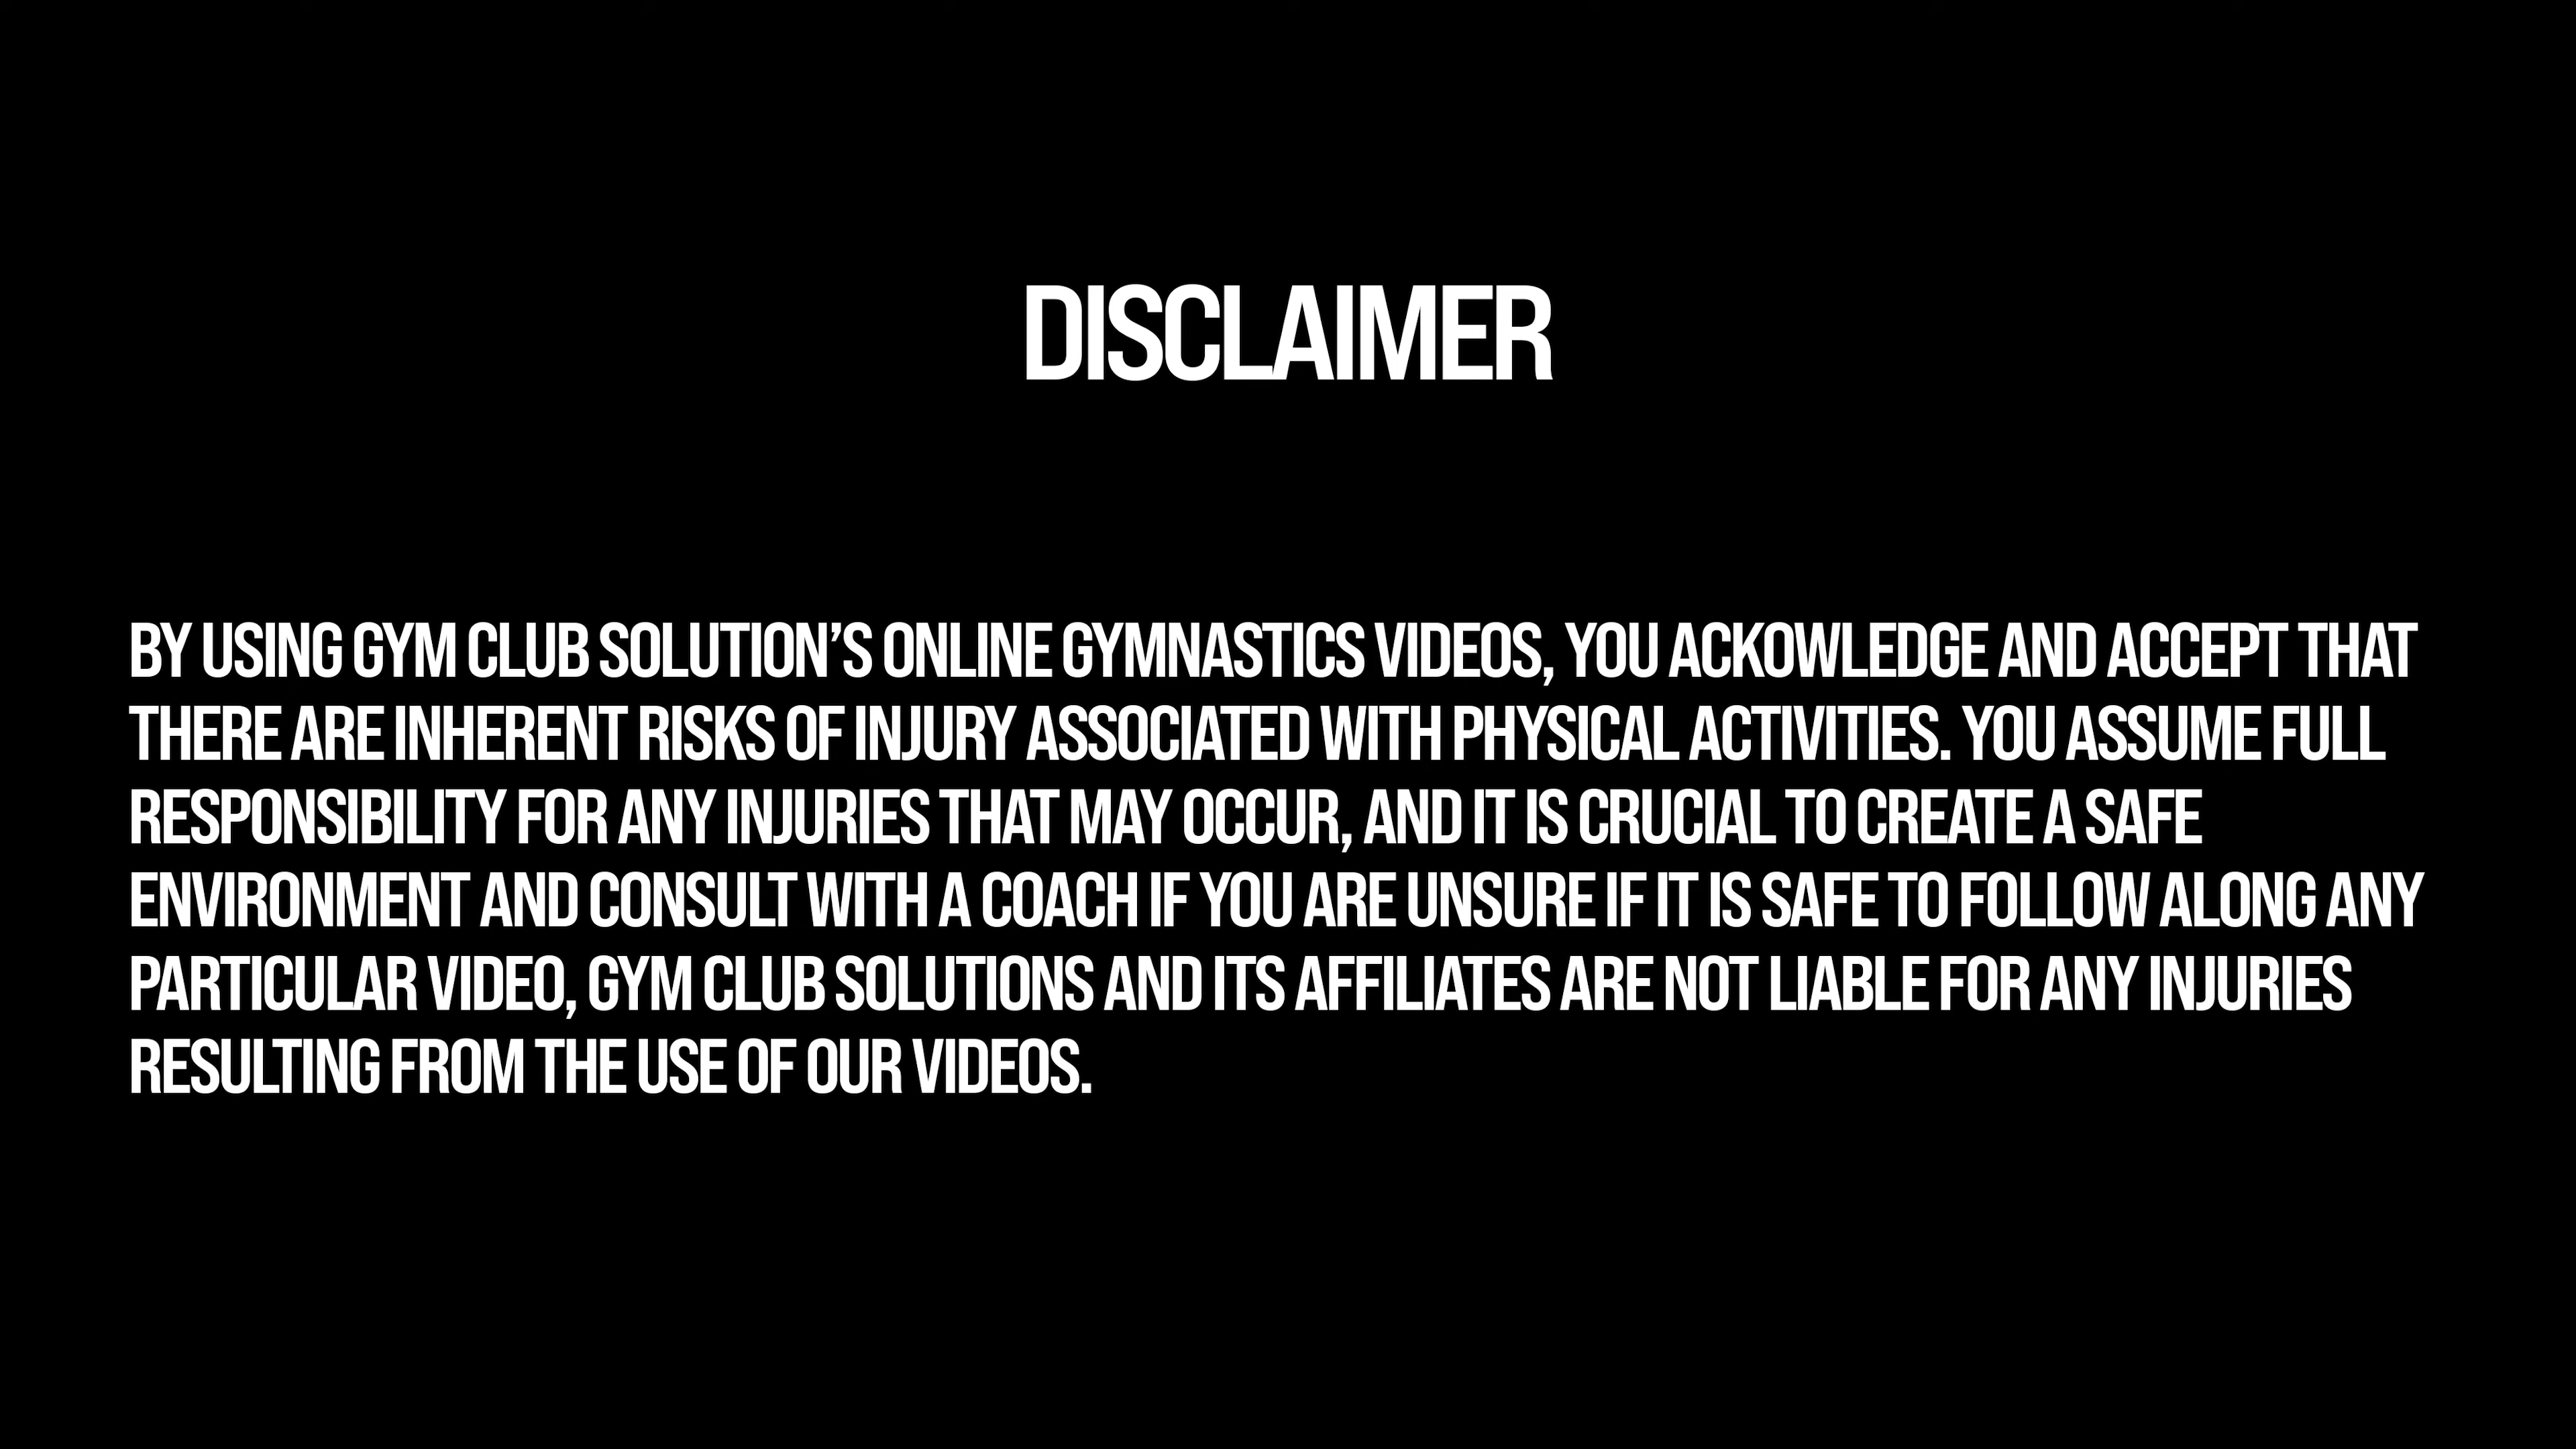 DISCLAIMER
BY USING GYM CLUB SOLUTION’S ONLINE GYMNASTICS VIDEOS, YOU ACKOWLEDGE AND ACCEPT THAT
THERE ARE INHERENT RISKS OF INJURY ASSOCIATED WITH PHYSICAL ACTIVITIES. YOU ASSUME FULL
RESPONSIBILITY FOR ANY INJURIES THAT MAY OCCUR, AND IT IS CRUCIAL TO CREATE A SAFE
ENVIRONMENT AND CONSULT WITH A COACH IF YOU ARE UNSURE IF IT IS SAFE TO FOLLOW ALONG ANY
PARTICULAR VIDEO, GYM CLUB SOLUTIONS AND ITS AFFILIATES ARE NOT LIABLE FOR ANY INJURIES
RESULTING FROM THE USE OF OUR VIDEOS.